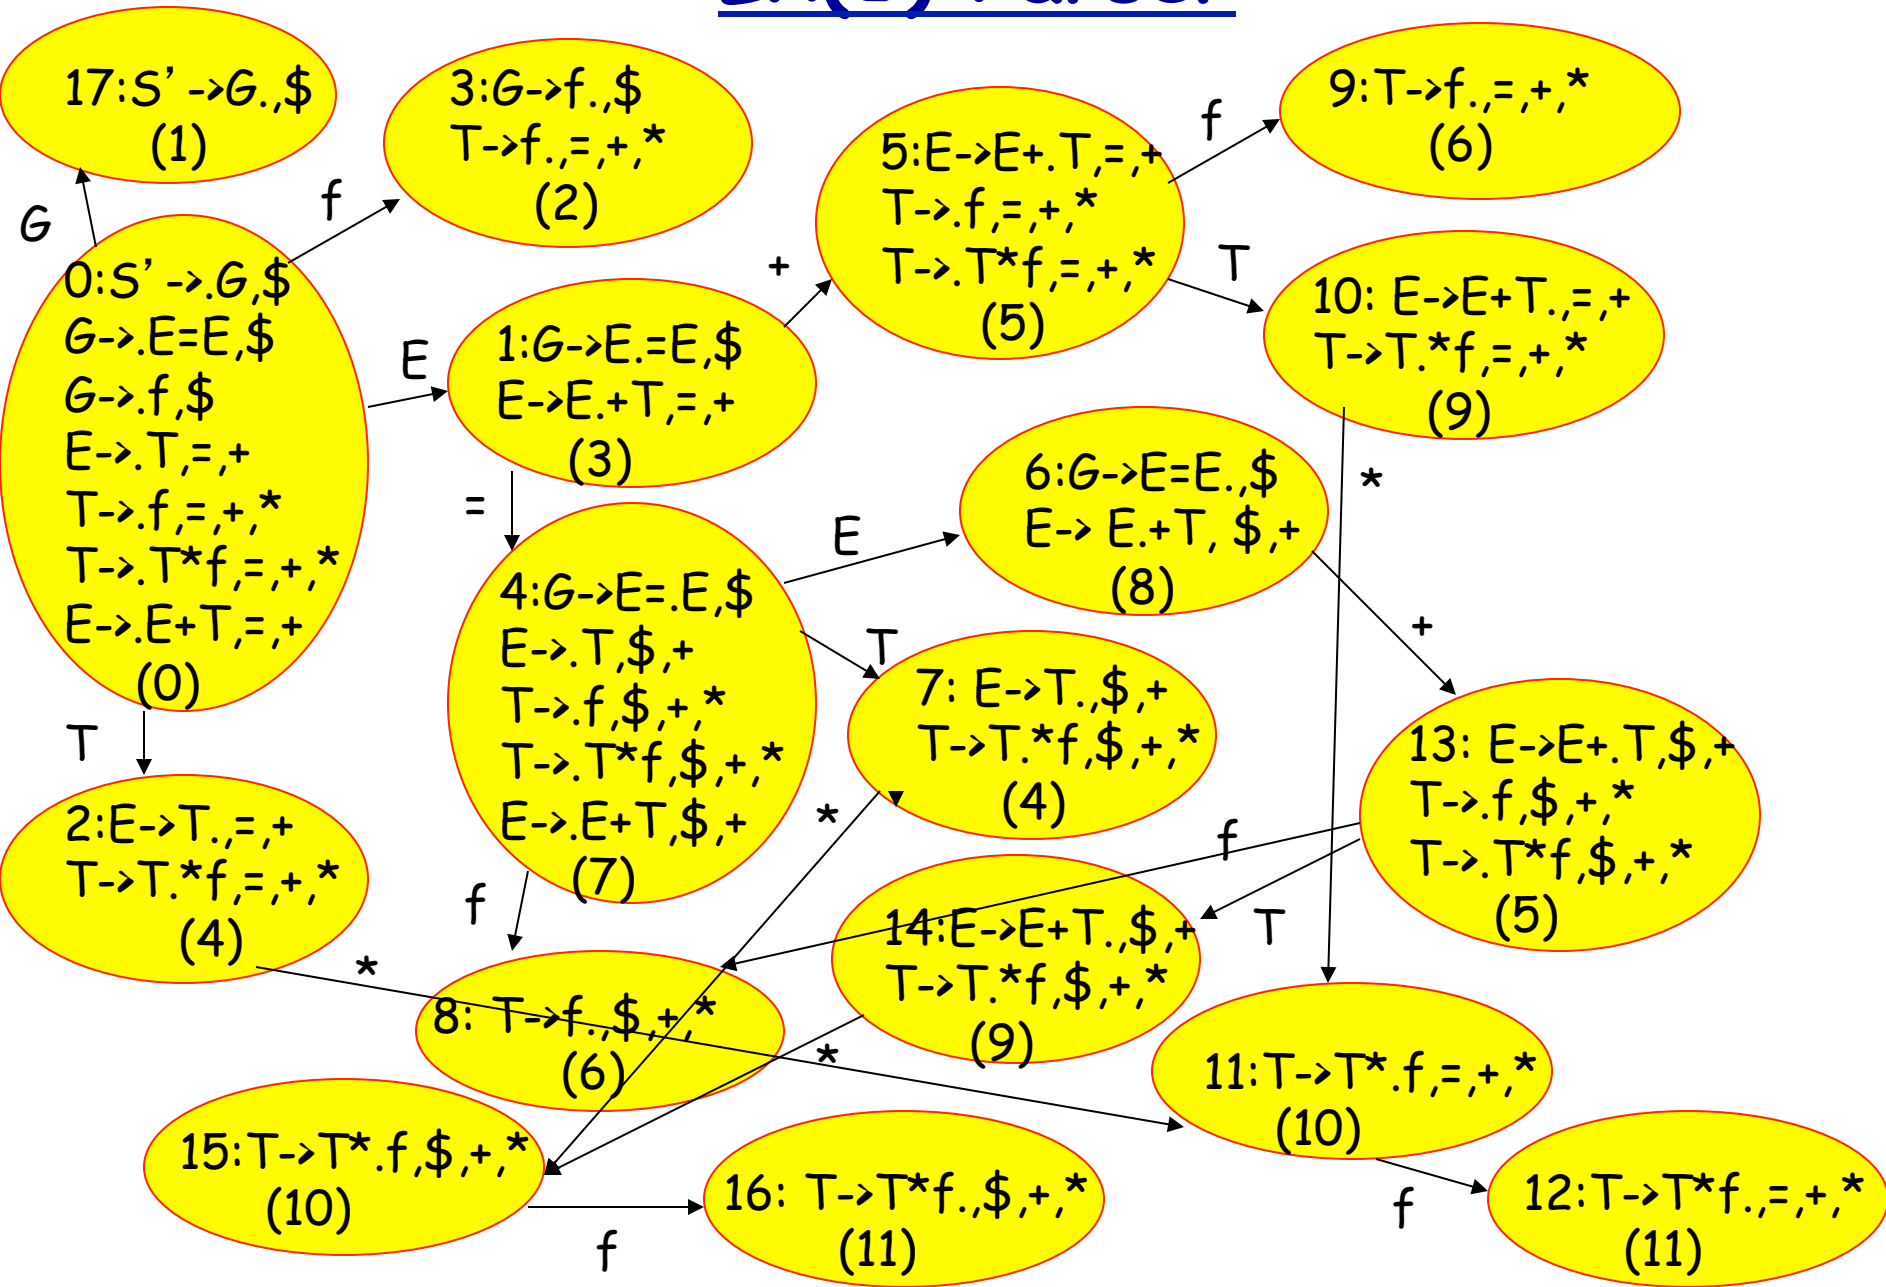 17:S’ ->G.,$
(1)
3:G->f.,$
T->f.,=,+,*
(2)
9:T->f.,=,+,*
(6)
5:E->E+.T,=,+
T->.f,=,+,*
T->.T*f,=,+,*
(5)
f
G
f
+
T
0:S’ ->.G,$
G->.E=E,$
G->.f,$
E->.T,=,+
T->.f,=,+,*
T->.T*f,=,+,*
E->.E+T,=,+
(0)
E
1:G->E.=E,$
E->E.+T,=,+
(3)
10: E->E+T.,=,+
T->T.*f,=,+,*
(9)
=
E
6:G->E=E.,$
E-> E.+T, $,+
(8)
*
+
4:G->E=.E,$
E->.T,$,+
T->.f,$,+,*
T->.T*f,$,+,*
E->.E+T,$,+
(7)
T
7: E->T.,$,+
T->T.*f,$,+,*
(4)
T
13: E->E+.T,$,+
T->.f,$,+,*
T->.T*f,$,+,*
(5)
2:E->T.,=,+
T->T.*f,=,+,*
(4)
*
f
f
T
14:E->E+T.,$,+
T->T.*f,$,+,*
(9)
*
8: T->f.,$,+,*
(6)
*
11:T->T*.f,=,+,*
(10)
15:T->T*.f,$,+,*
(10)
f
16: T->T*f.,$,+,*
(11)
f
12:T->T*f.,=,+,*
(11)